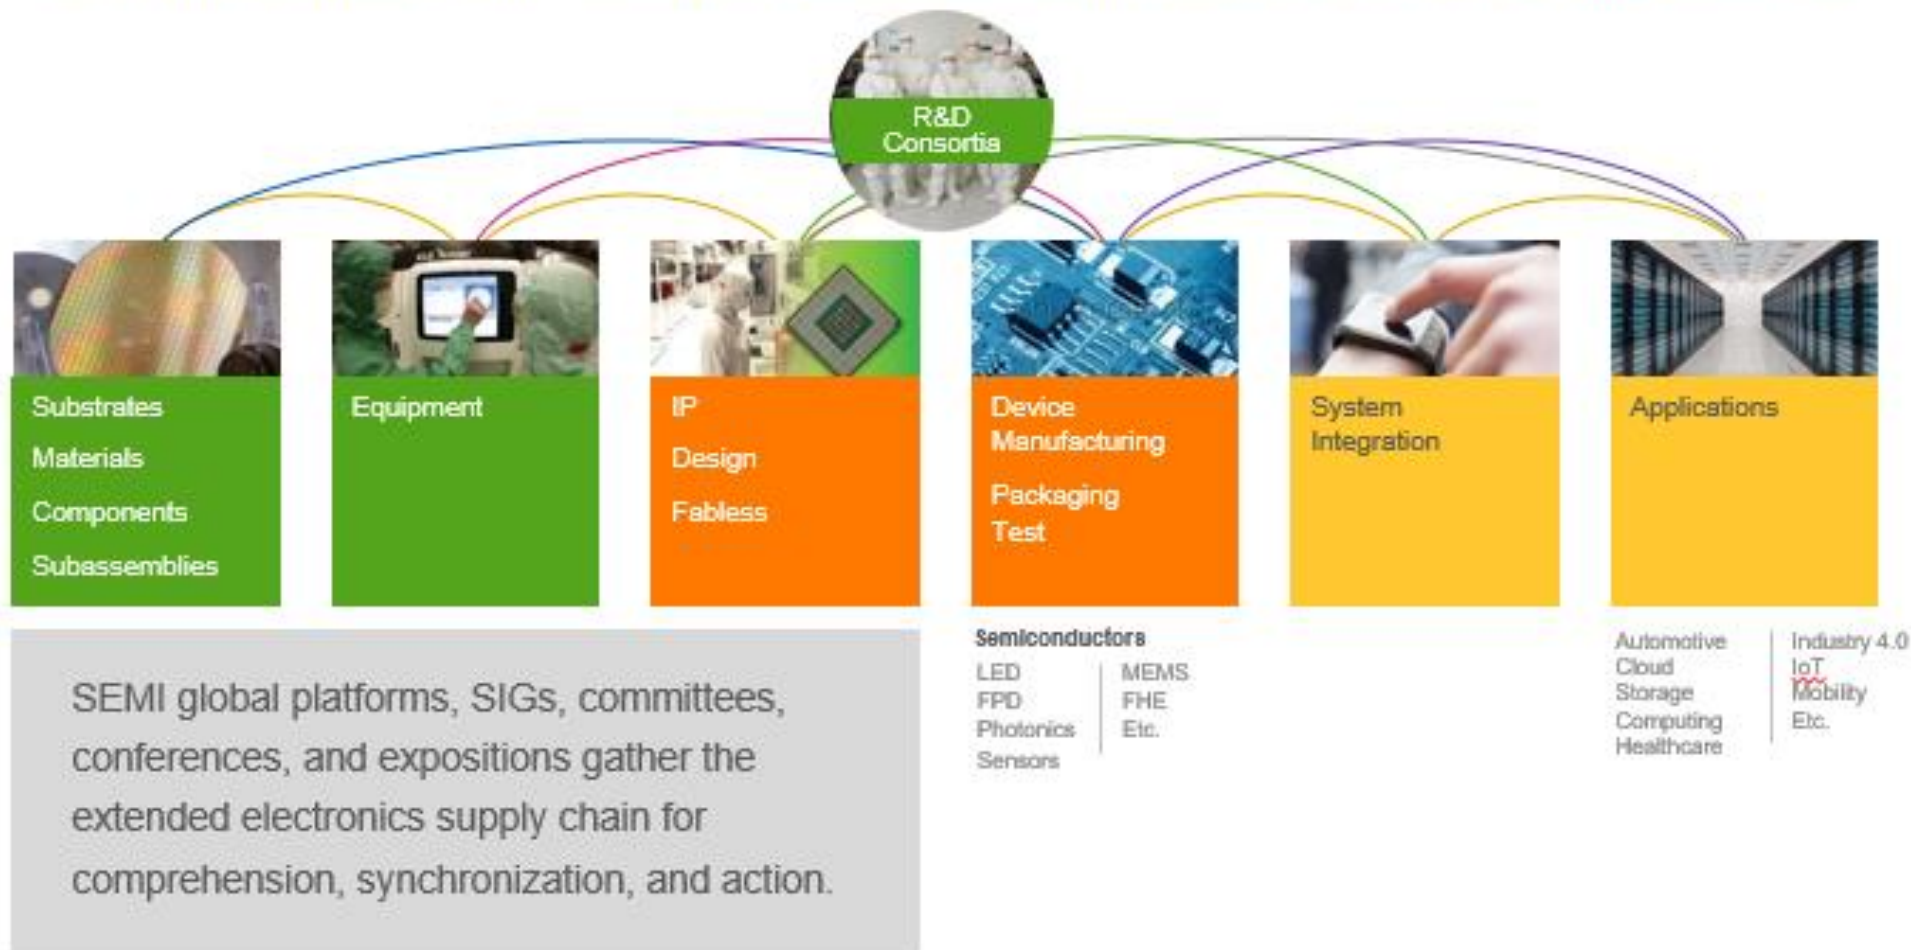 R&D
Consortia
Substrates
Materials
Components
Subassemblies
Equipment
IP
Design
Fabless
Device
Manufacturing
Packaging
Test
System
Integration
Applications
SEMI global platforms, SIGs, committees,
conferences, and expositions gather the
extended electronics supply chain for
comprehension, synchronization, and action.
Semiconductors
LED
FPD
Photonics
Sensors
MEMS
FHE
Etc.
Automotive
Cloud
Storage
Computing
Healthcare
Industry 4.0
IoT
Mobility
Etc.